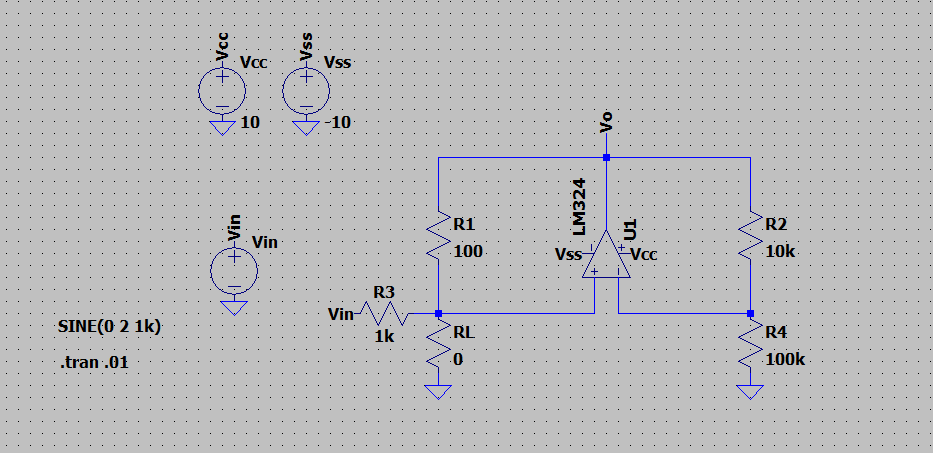 Vcc
Vcc
10
Vss
Vss
-10
Vo
LM324
U1
R1
100
R2
10k
Vss
Vcc
Vin
Vin
R3
Vin
1k
RL
0
R4
100k
SINE(0 2 1k)
.tran .01